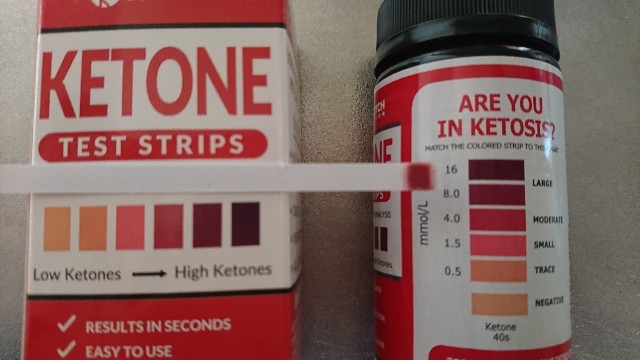 KETONE
TEST STRIPS
Low Ketones
High Ketones
RESULTS IN SECONDS
EASY TO USE
ARE YOU
IN KETOSIS?
MATCH THE COLORED STRIP TO THE
mmol/L
16
LARGE
8.0
4.0
MODERATE
1.5
SMALL
0.5
TRACE
NEGATIVE
Ketone
40s